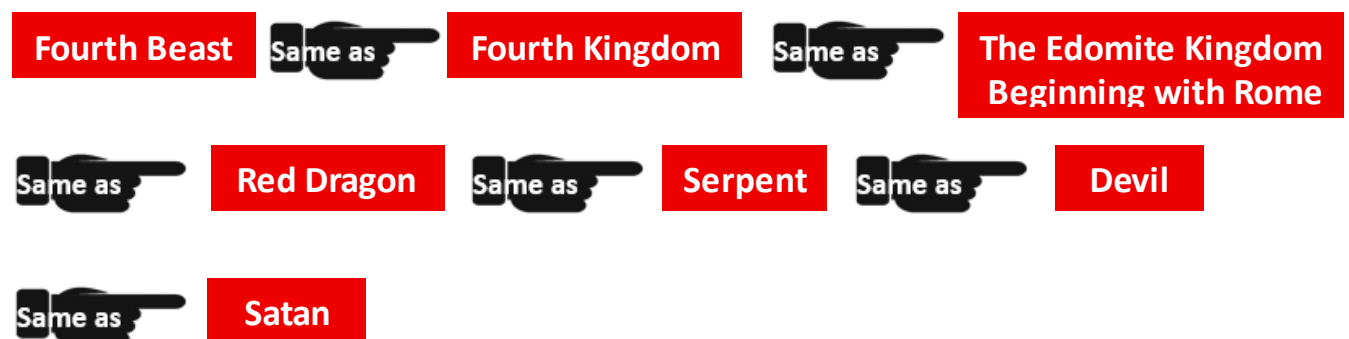 Fourth Beast Same as Fourth Kingdom Same as The Edomite Kingdom
Beginning with Rome
Same as Red Dragon Same as Serpent Same as Devil
Same as Satan